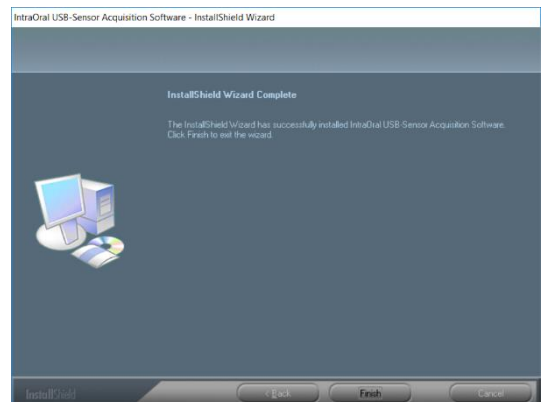 IntraOral USB-Sensor Acquisition Software - InstallShield Wizard
InstallShield Wizard Complete
The InstallShield Wizard has successfully installed IntraOral USB-Sensor Acquisition Software.
Click Finish to exit the wizard.
InstallShield
< Back
Finish
Cancel